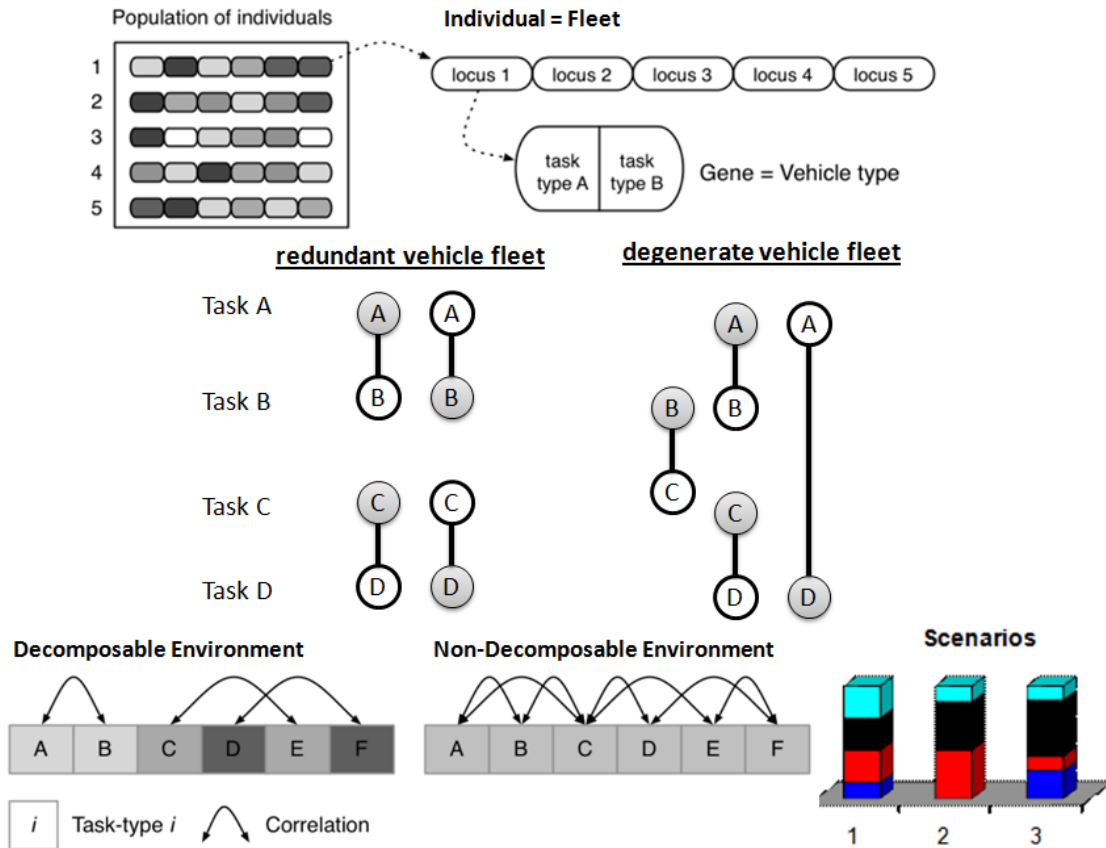 Population of individuals
Individual = Fleet
1
2
3
4
5
locus 1
locus 2
locus 3
locus 4
locus 5
task
type A
task
type B
Gene = Vehicle type
redundant vehicle fleet
degenerate vehicle fleet
Task A
A
A
A
A
Task B
B
B
B
B
Task C
C
C
C
C
Task D
D
D
D
D
Decomposable Environment
Non-Decomposable Environment
Scenarios
A B C D E F
A B C D E F
i Task-type i
Correlation
1 2 3